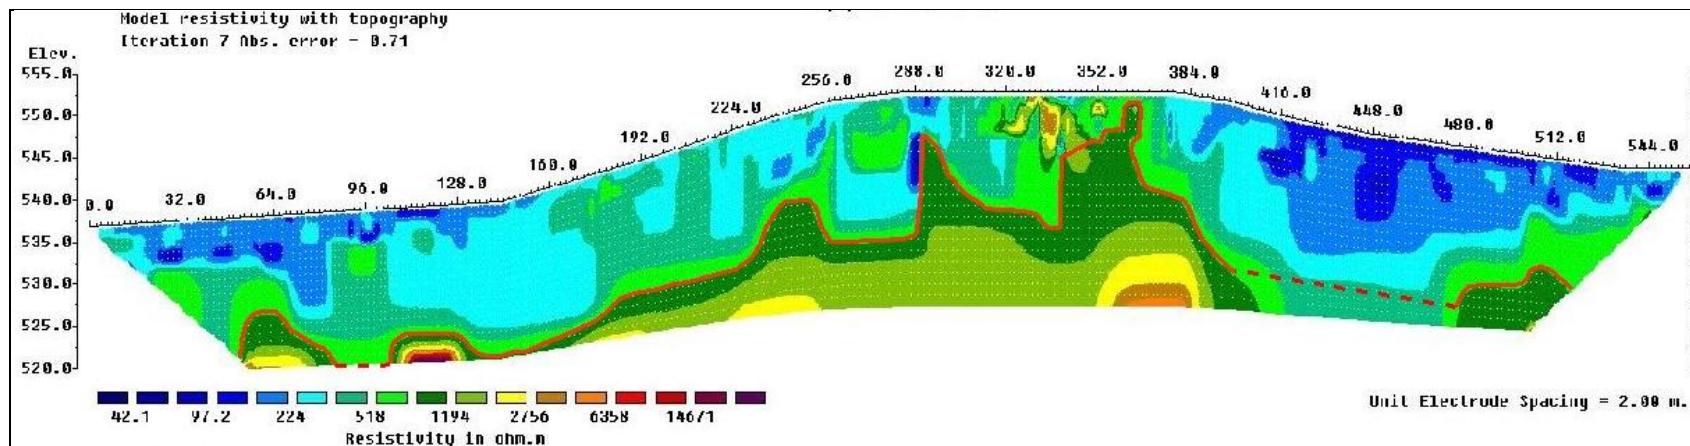 Model resistivity with topography
Iteration 7 Abs. error = 0.71
Elev.
555.0
550.0
545.0
540.0
535.0
530.0
525.0
520.0
0.0 32.0 64.0 96.0 128.0 160.0 192.0 224.0 256.0 288.0 320.0 352.0 384.0 416.0 448.0 480.0 512.0 544.0
42.1 97.2 224 518 1194 2756 6358 14671
Resistivity in ohm.m
Unit Electrode Spacing = 2.00 m.